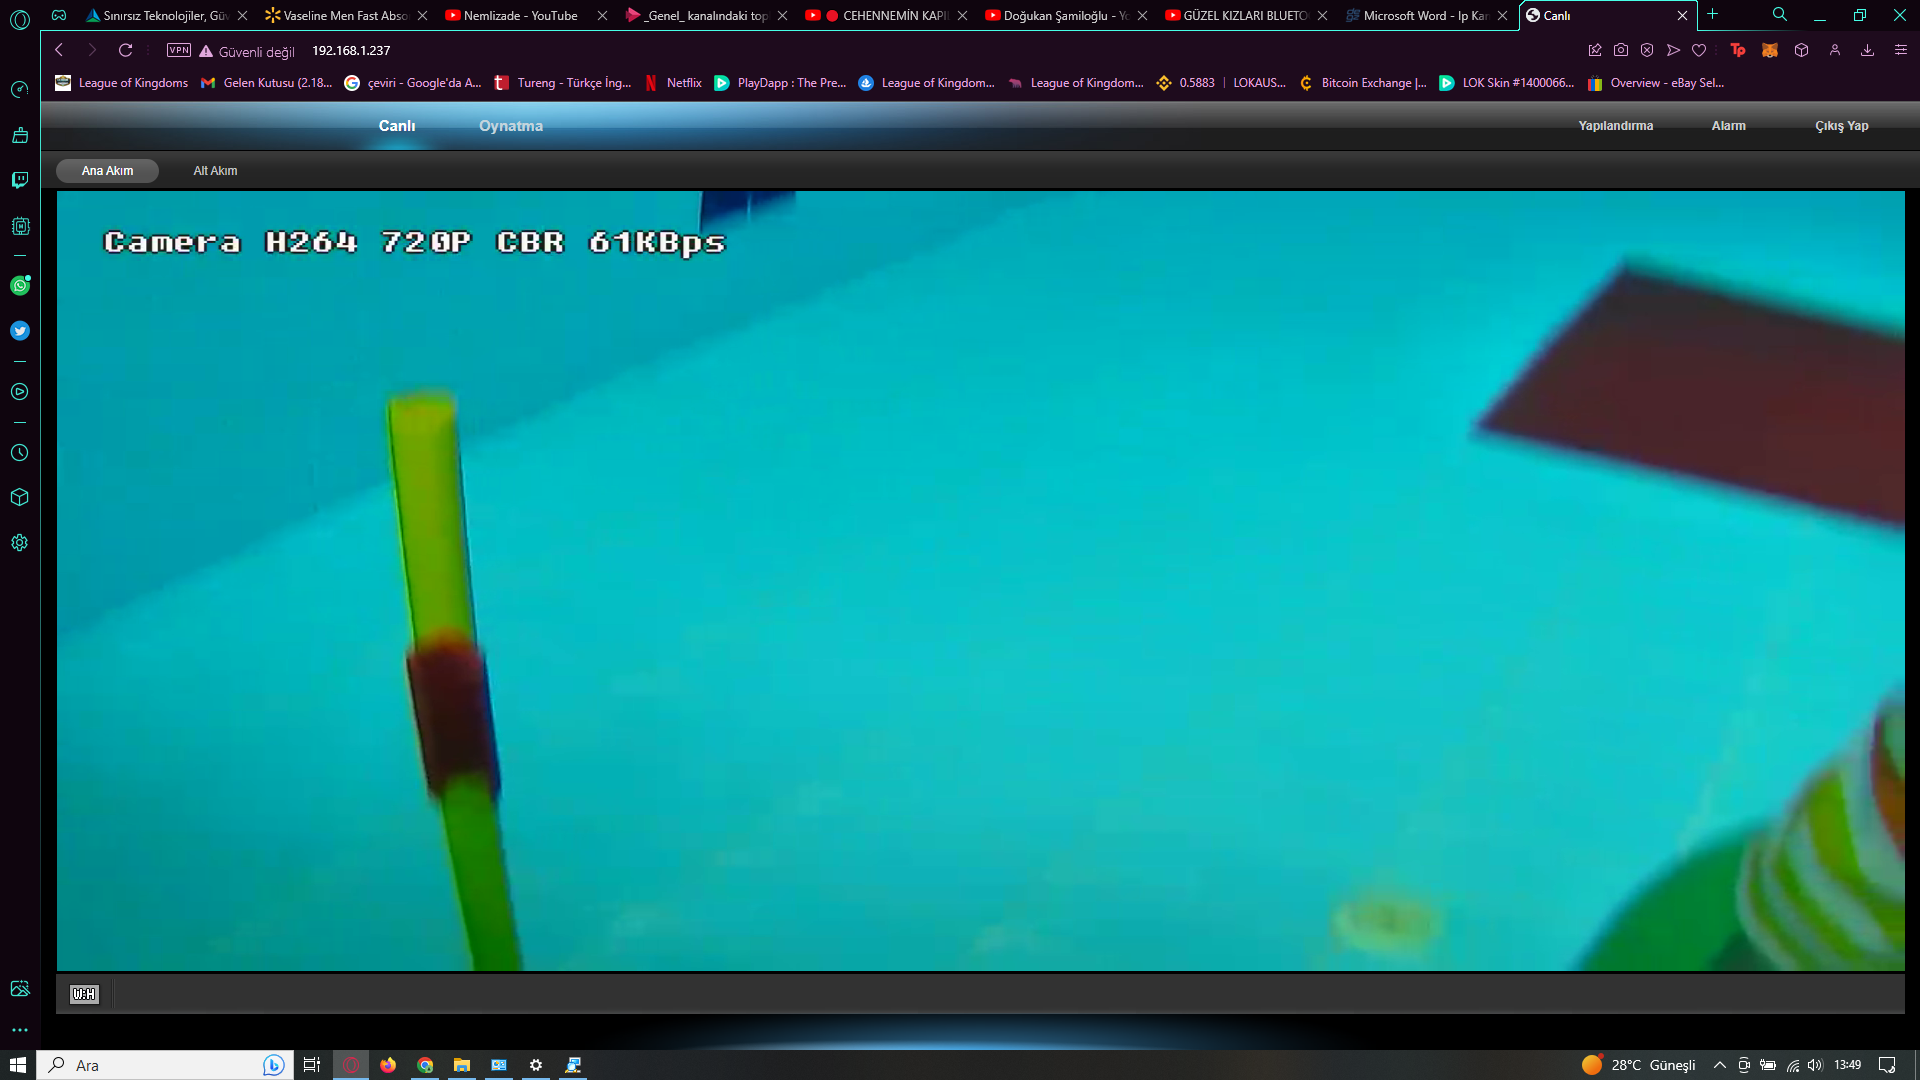 Sınırsız Teknolojiler, Gü
Vaseline Men Fast Abso
Nemlizade - YouTube
_Genel_ kanalındaki top
CEHENNEMİN KAPI
Doğukan Şamiloğlu - Yo
GÜZEL KIZLARI BLUETO
Microsoft Word - Ip Ka
Canlı
VPN
Güvenli değil
192.168.1.237
League of Kingdoms
Gelen Kutusu (2.18...
çeviri - Google'da A...
Tureng - Türkçe İng...
Netflix
PlayDapp : The Pre...
League of Kingdom...
League of Kingdom...
0.5883 | LOKAUS...
Bitcoin Exchange |...
LOK Skin #1400066...
Overview - eBay Sel...
Canlı
Oynatma
Yapılandırma
Alarm
Çıkış Yap
Ana Akım
Alt Akım
Camera H264 720P CBR 61KBps
W:H
Ara
28°C Güneşli
13:49